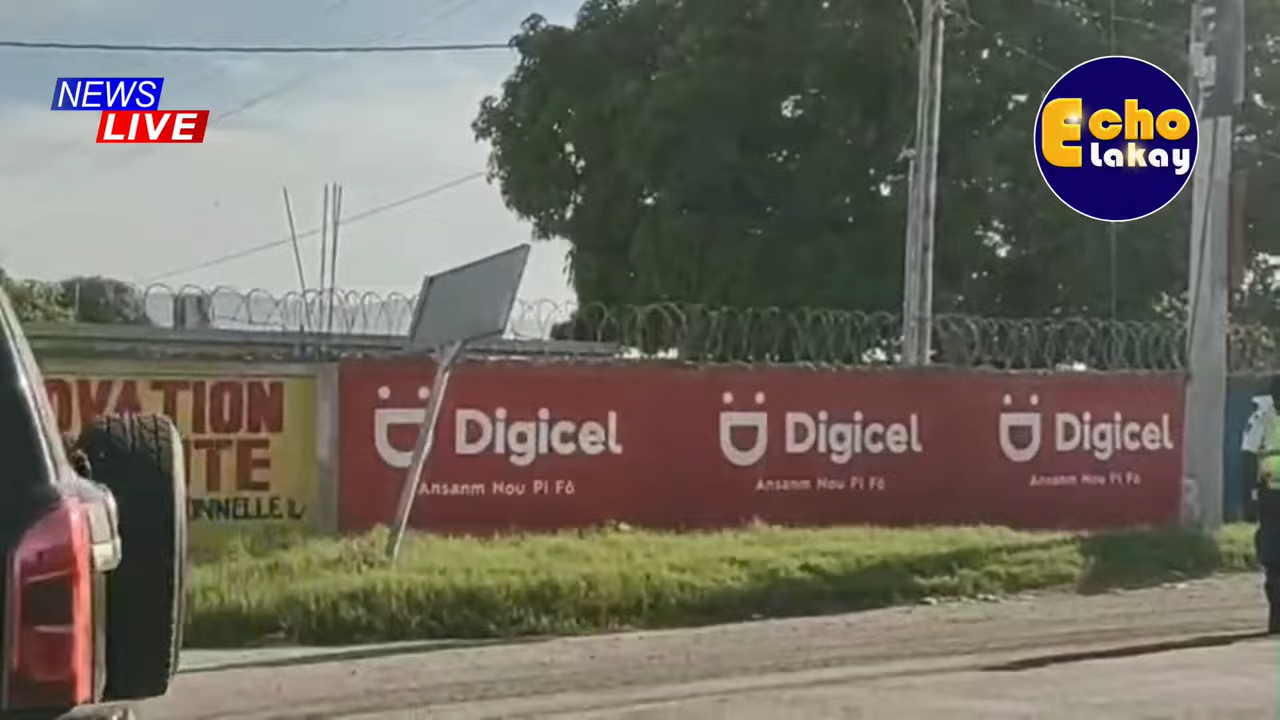 NEWS
LIVE
Echo
lakay
OVATION
ONNELLE
Digicel
Ansanm Nou Pi Fò
Digicel
Ansanm Nou Pi Fò
Digicel
Ansanm Nou Pi Fò